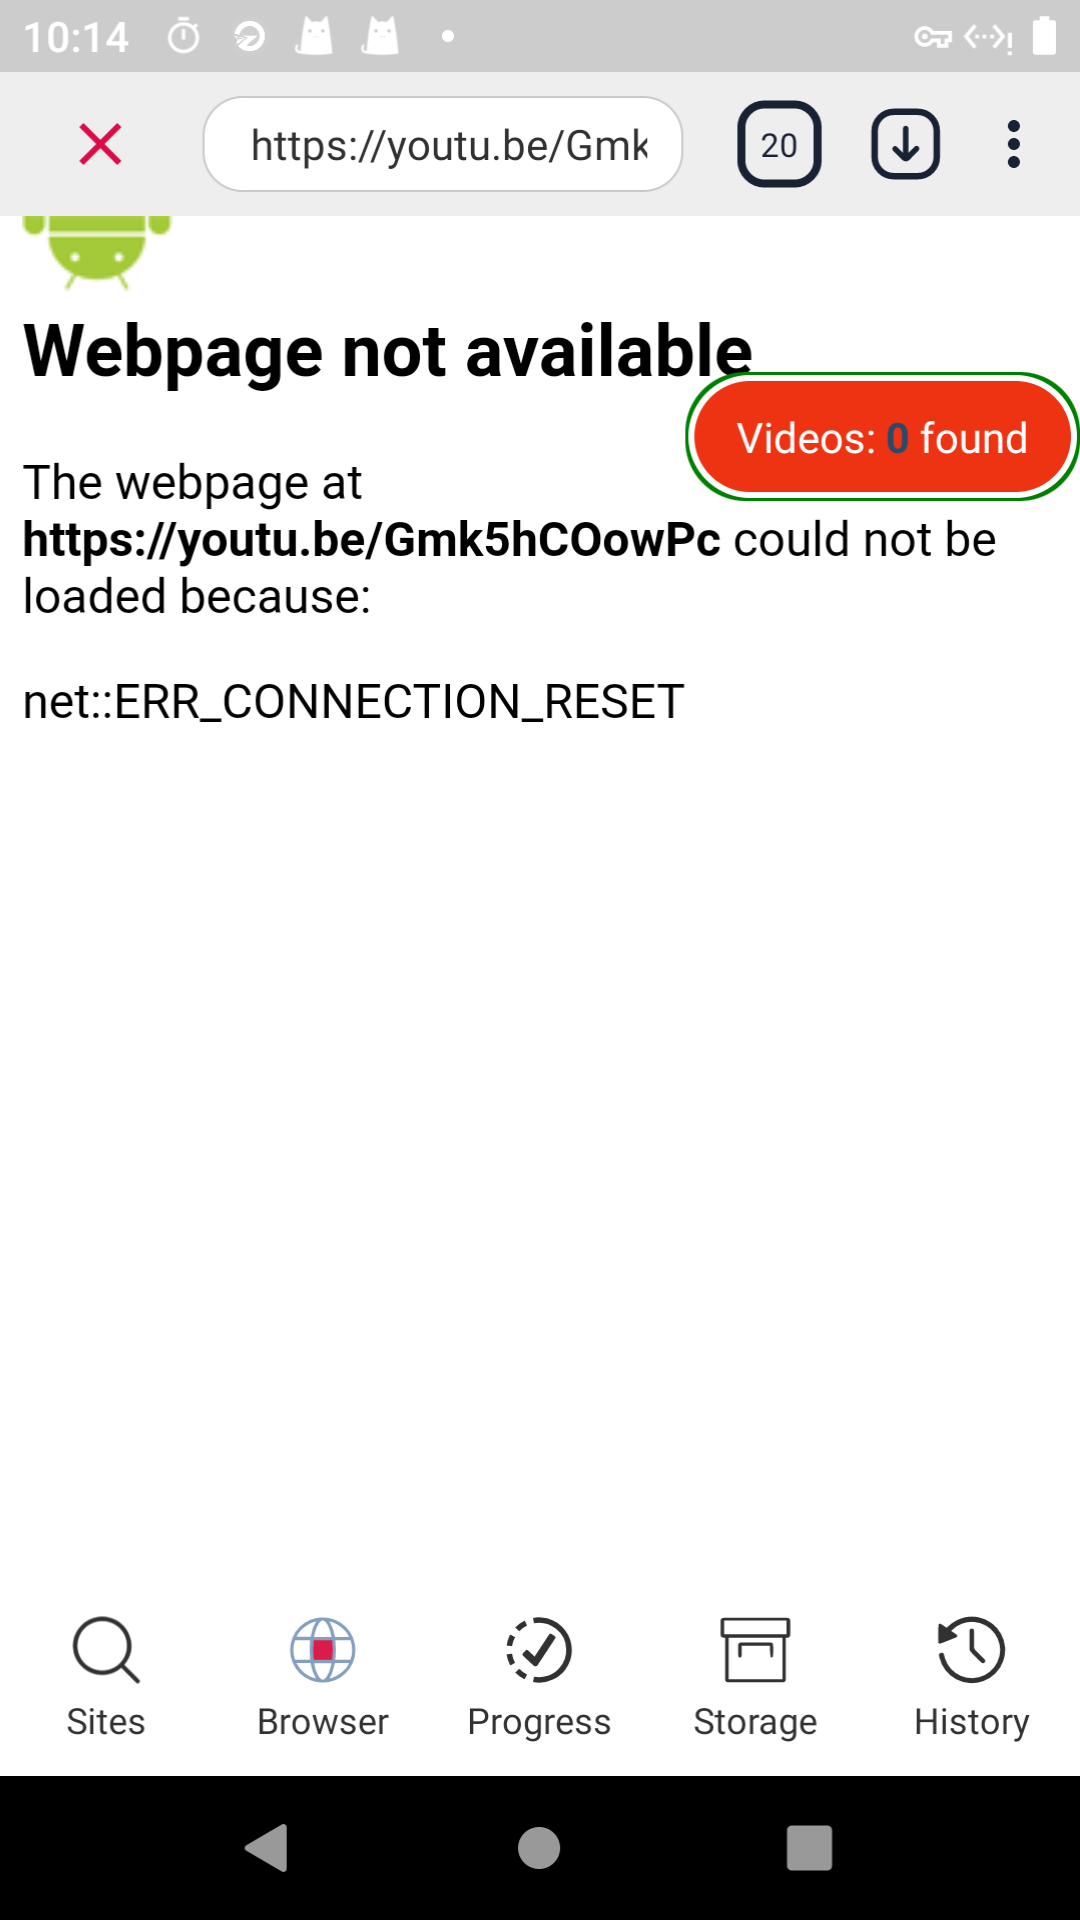 10:14
https://youtu.be/Gmk
20
Webpage not available
Videos: 0 found
The webpage at
https://youtu.be/Gmk5hCOowPc could not be
loaded because:
net::ERR_CONNECTION_RESET
Sites
Browser
Progress
Storage
History